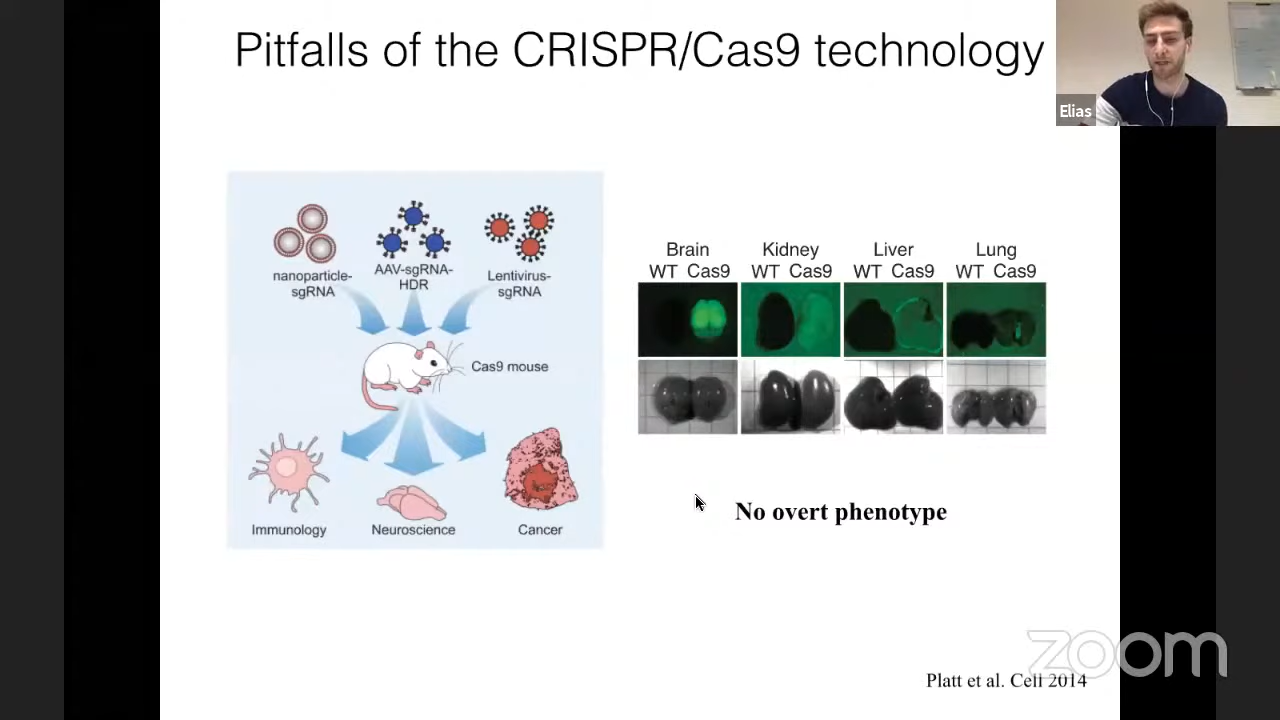 Pitfalls of the CRISPR/Cas9 technology
Elias
nanoparticle-
sgRNA
AAV-sgRNA-
HDR
Lentivirus-
sgRNA
Cas9 mouse
Immunology
Neuroscience
Cancer
Brain
WT Cas9
Kidney
WT Cas9
Liver
WT Cas9
Lung
WT Cas9
No overt phenotype
zoom
Platt et al. Cell 2014